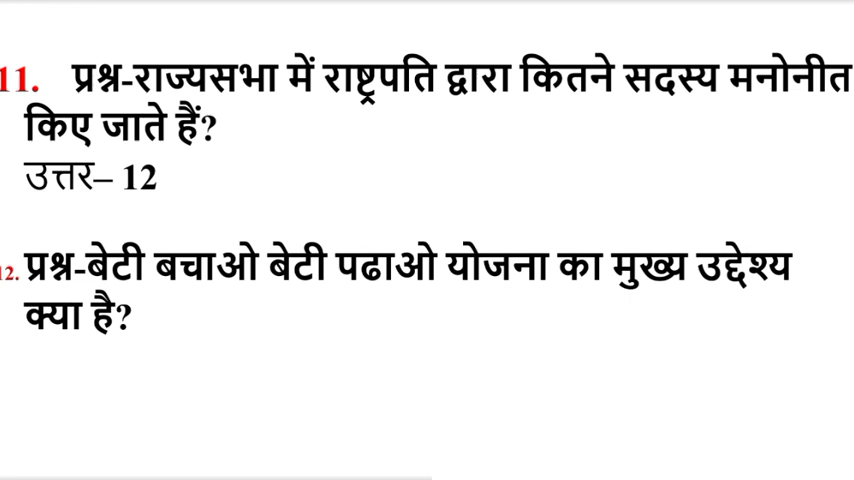 11. प्रश्न-राज्यसभा में राष्ट्रपति द्वारा कितने सदस्य मनोनीत
किए जाते हैं?
उत्तर– 12
12. प्रश्न-बेटी बचाओ बेटी पढाओ योजना का मुख्य उद्देश्य
क्या है?